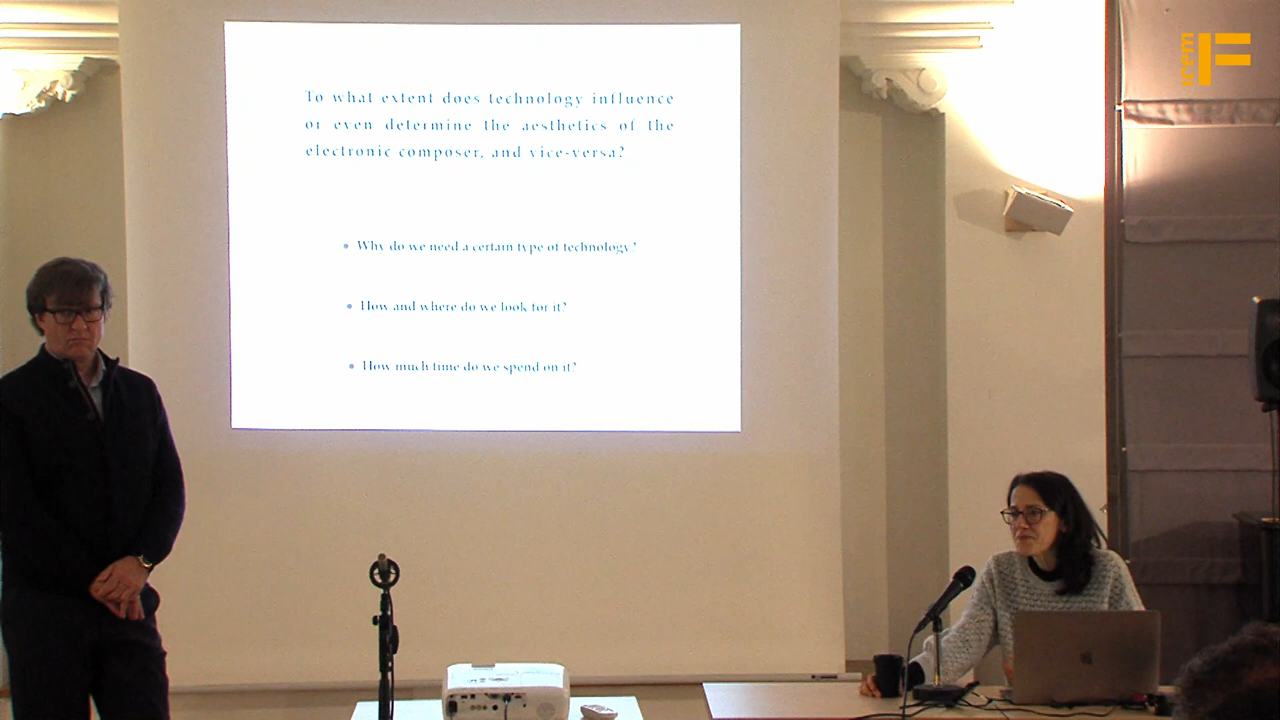 To what extent does technology influence
or even determine the aesthetics of the
electronic composer, and vice-versa?
• Why do we need a certain type of technology?
• How and where do we look for it?
• How much time do we spend on it?
icem